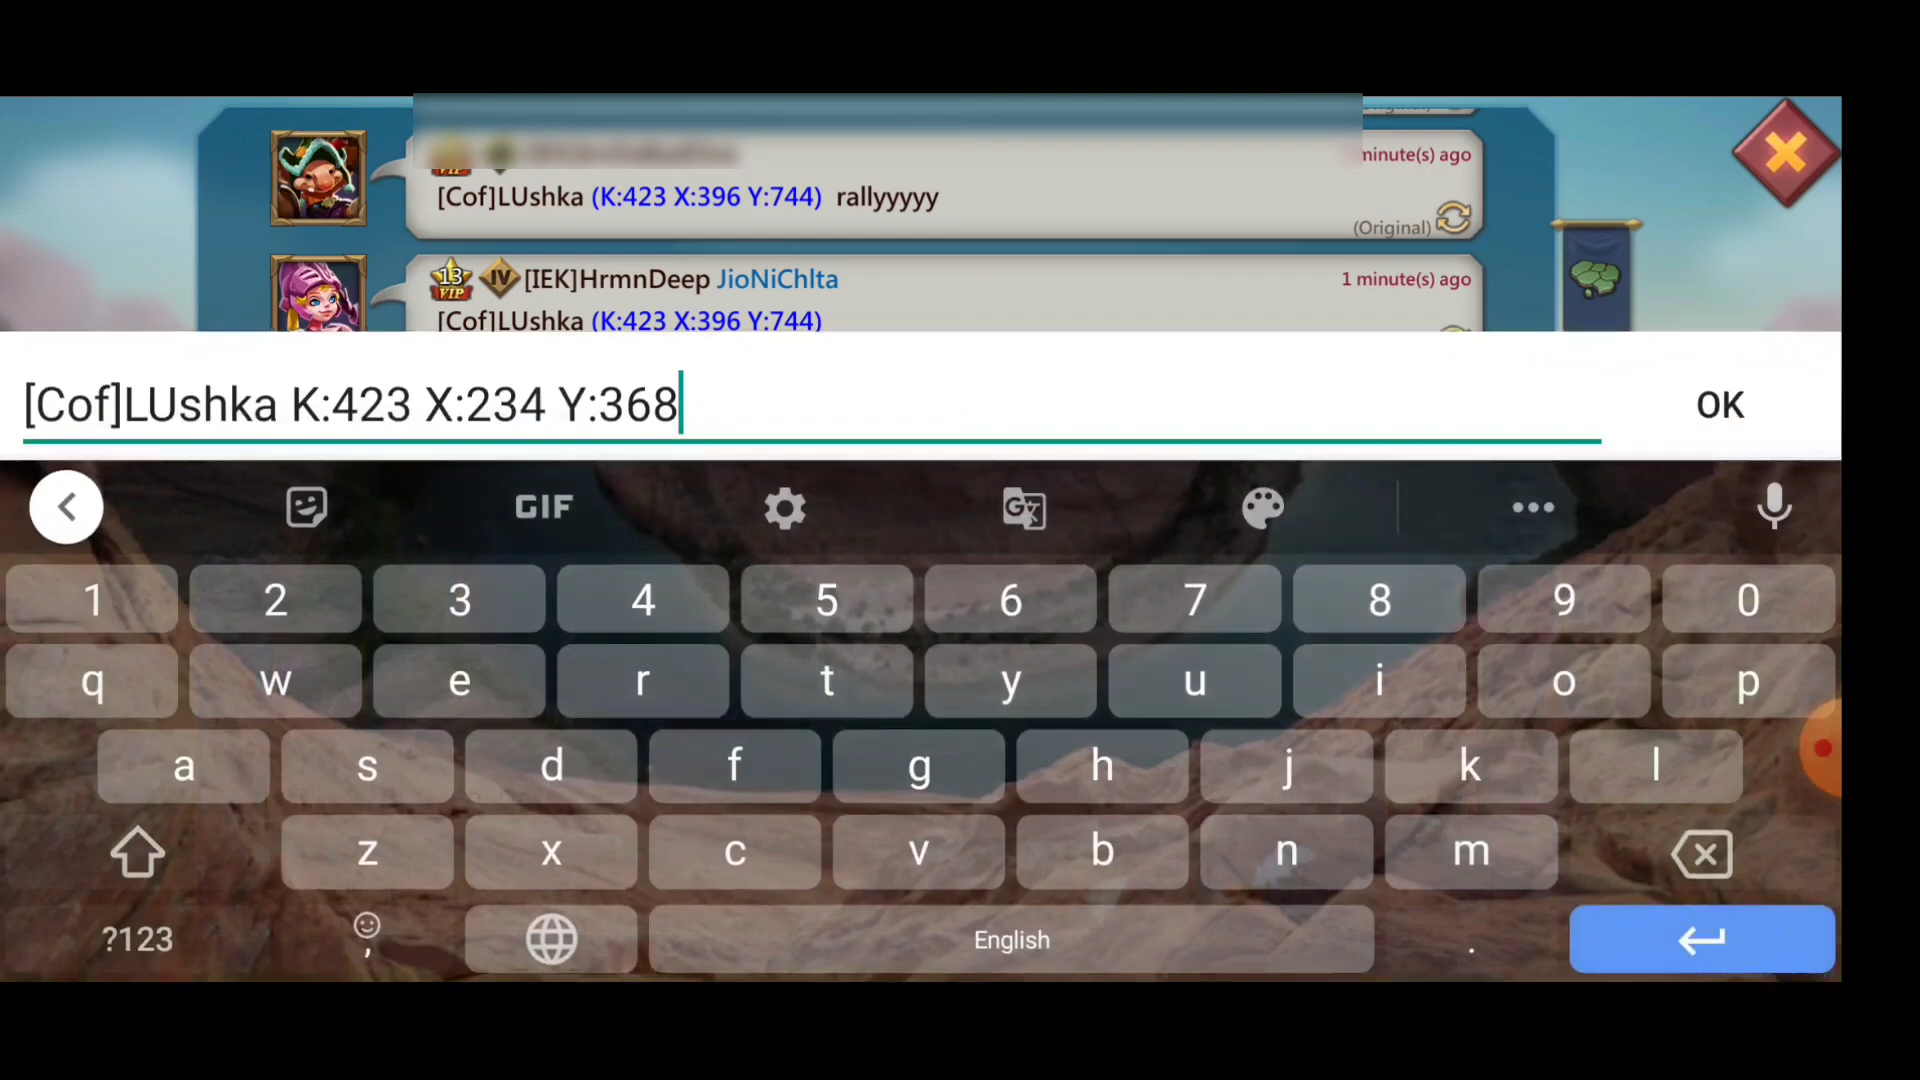 minute(s) ago
VIP
[Cof]LUshka (K:423 X:396 Y:744) rallyyyyy
(Original)
13 VIP IV [IEK]HrmnDeep JioNiChlta 1 minute(s) ago
[Cof]LUshka (K:423 X:396 Y:744)
[Cof]LUshka K:423 X:234 Y:368 OK
GIF G
1 2 3 4 5 6 7 8 9 0
q w e r t y u i o p
a s d f g h j k l
z x c v b n m
?123 , English .